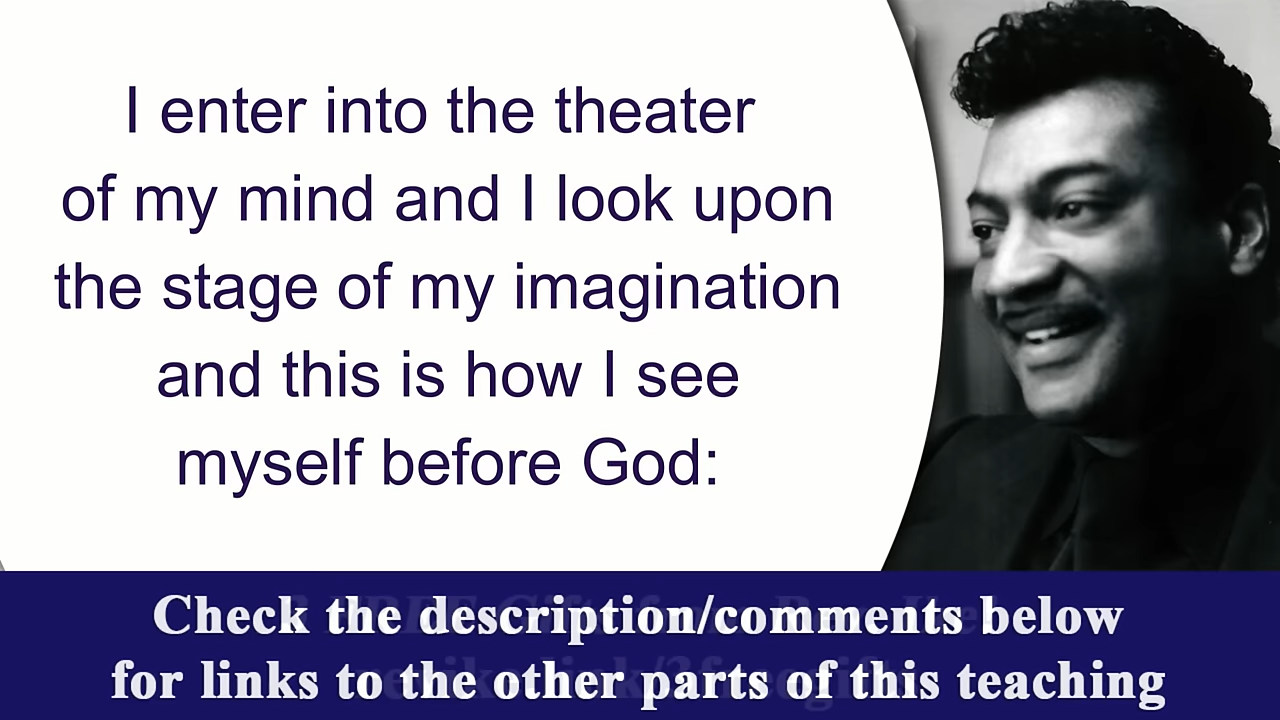 I enter into the theater
of my mind and I look upon
the stage of my imagination
and this is how I see
myself before God:
Check the description/comments below
for links to the other parts of this teaching